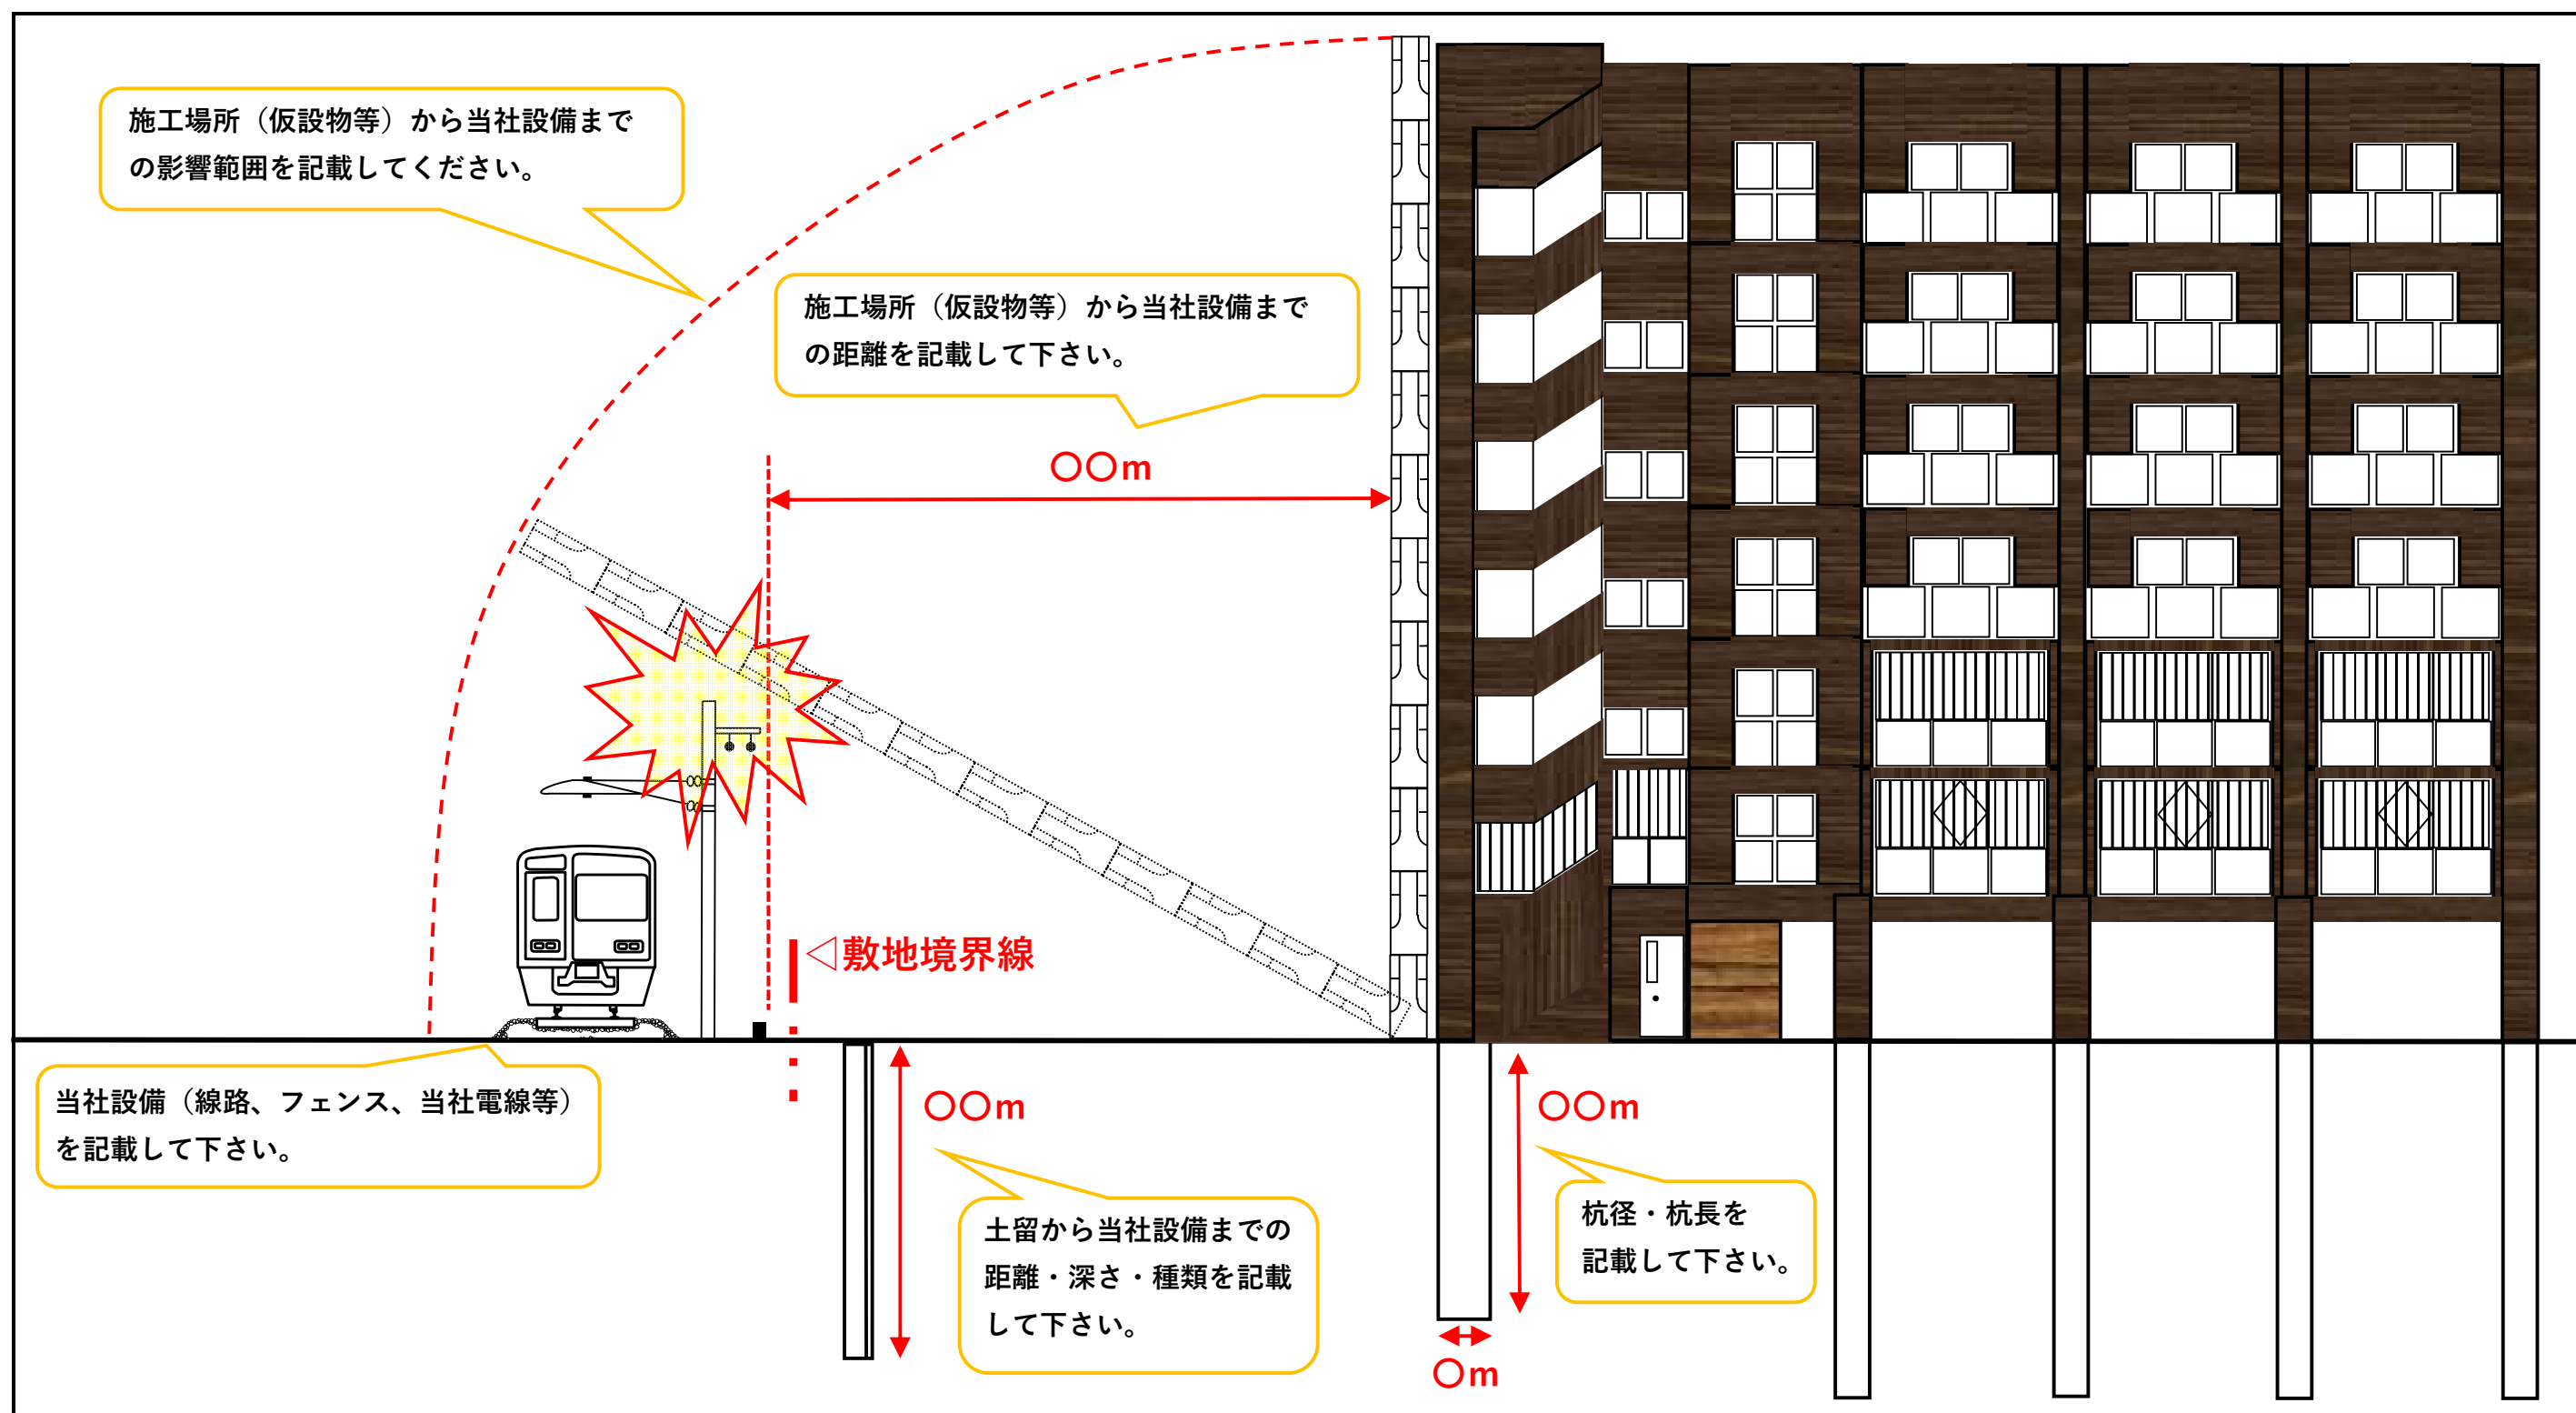 施工場所（仮設物等）から当社設備まで
の影響範囲を記載してください。
施工場所（仮設物等）から当社設備まで
の距離を記載して下さい。
〇〇m
◁敷地境界線
当社設備（線路、フェンス、当社電線等）
を記載して下さい。
〇〇m
土留から当社設備までの
距離・深さ・種類を記載
して下さい。
〇〇m
杭径・杭長を
記載して下さい。
〇m